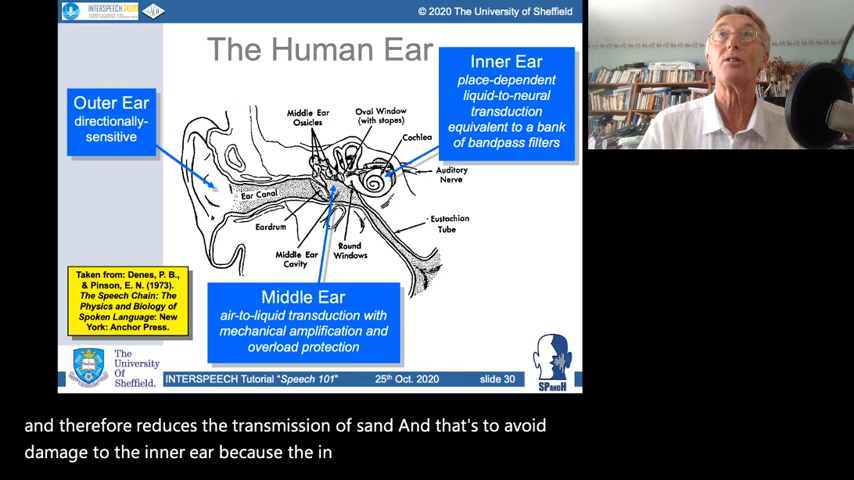 INTERSPEECH 2020
© 2020 The University of Sheffield
The Human Ear
Outer Ear
directionally-
sensitive
Inner Ear
place-dependent
liquid-to-neural
transduction
equivalent to a bank
of bandpass filters
Middle Ear
Ossicles
Oval Window
(with stapes)
Cochlea
Auditory
Nerve
Ear Canal
Eardrum
Middle Ear
Cavity
Round
Windows
Eustachian
Tube
Taken from: Denes, P. B.,
& Pinson, E. N. (1973).
The Speech Chain: The
Physics and Biology of
Spoken Language: New
York: Anchor Press.
Middle Ear
air-to-liquid transduction with
mechanical amplification and
overload protection
The
University
Of
Sheffield.
INTERSPEECH Tutorial "Speech 101"
25th Oct. 2020
slide 30
SPandH
and therefore reduces the transmission of sand And that's to avoid
damage to the inner ear because the in